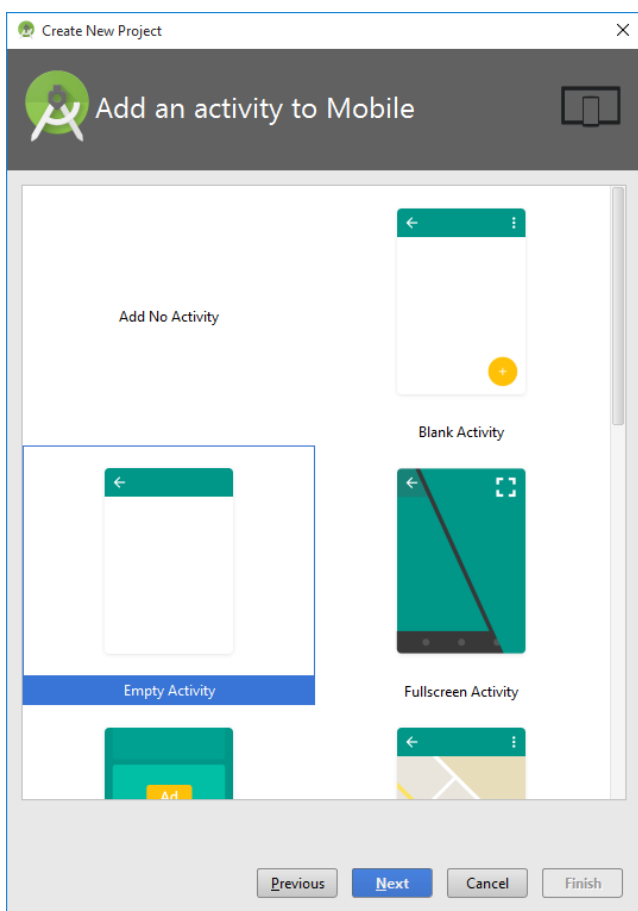 Create New Project
Add an activity to Mobile
Add No Activity
Blank Activity
Empty Activity
Fullscreen Activity
Ad
Previous
Next
Cancel
Finish